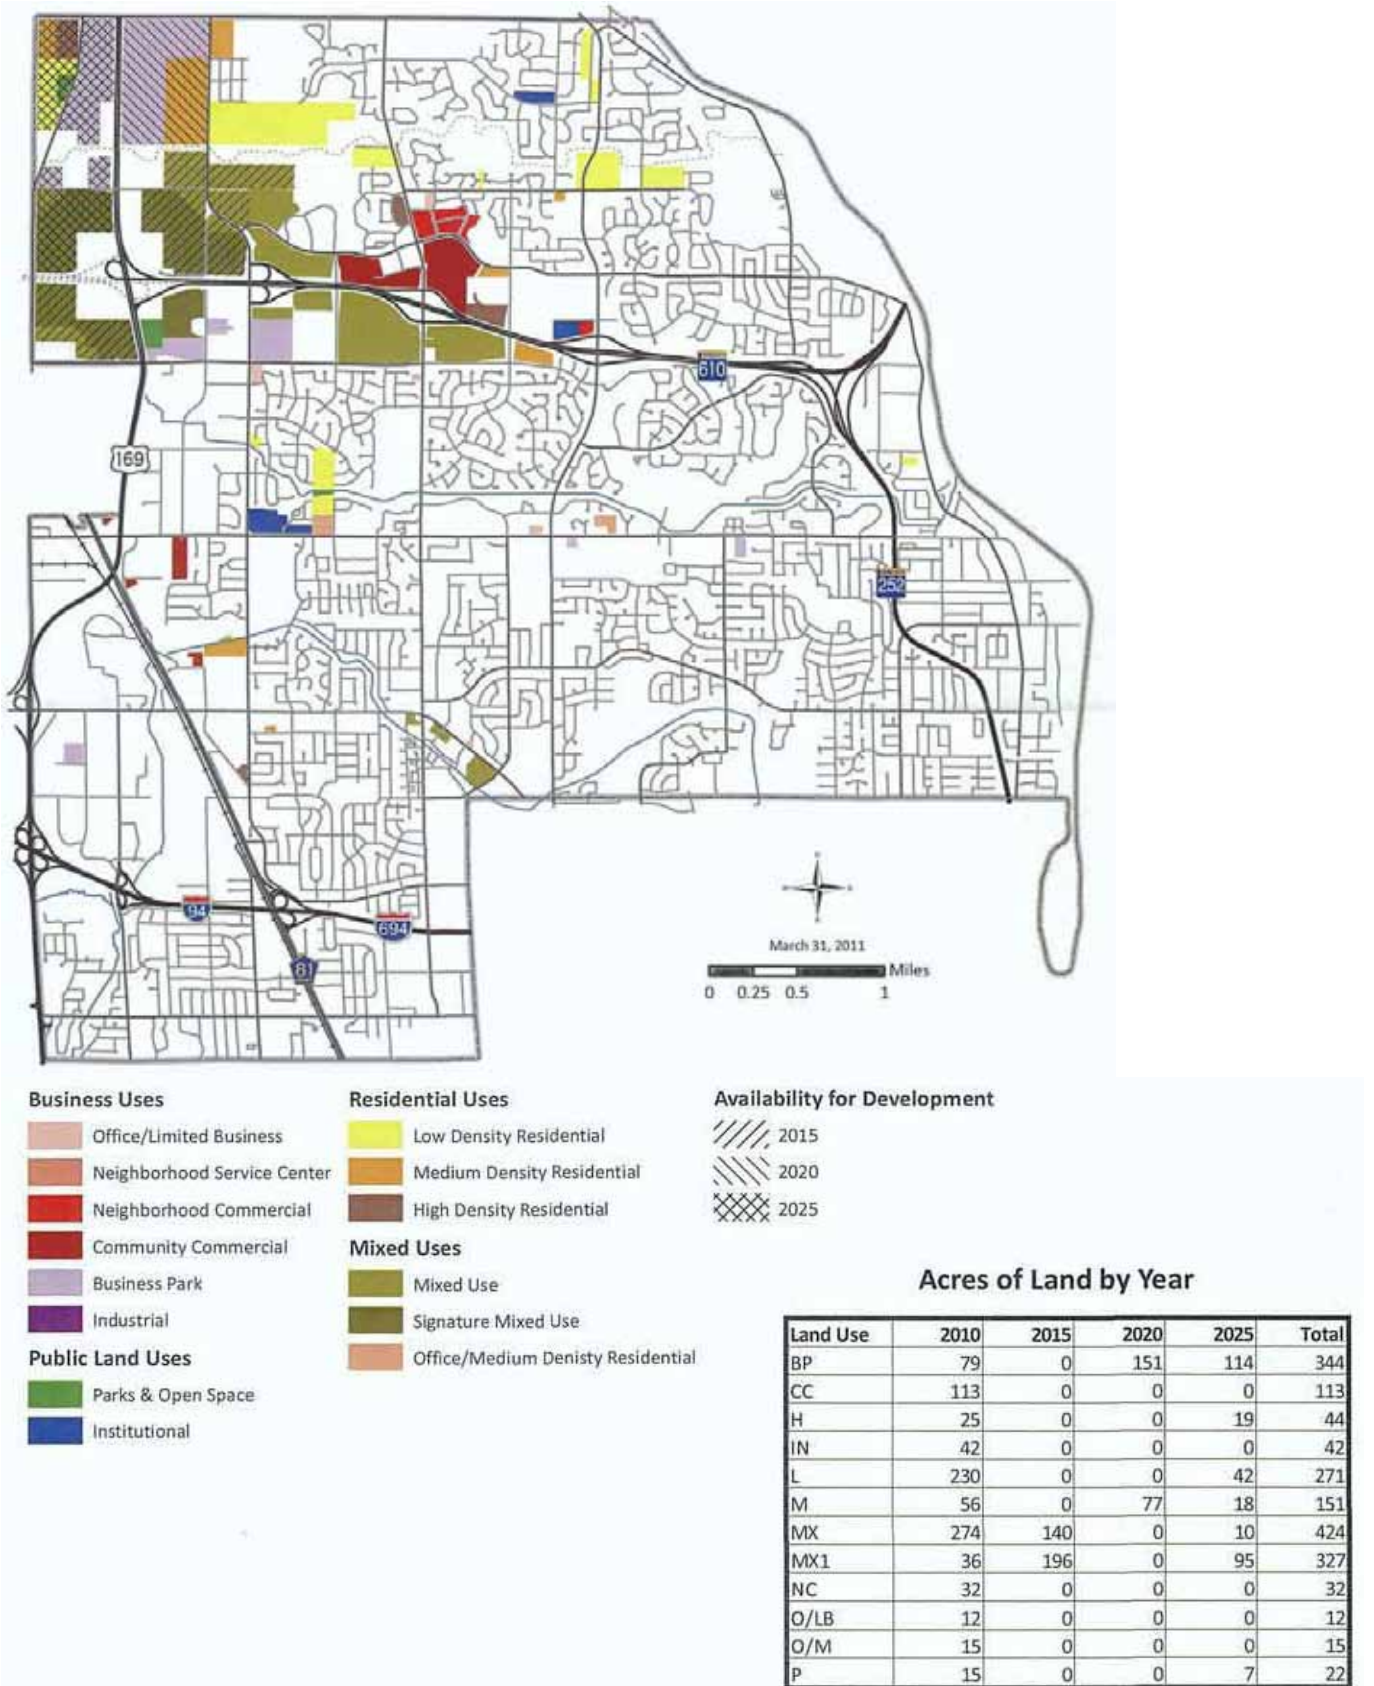 610
169
252
94
694
81
March 31, 2011
Miles
0 0.25 0.5 1
Business Uses
Office/Limited Business
Neighborhood Service Center
Neighborhood Commercial
Community Commercial
Business Park
Industrial
Public Land Uses
Parks & Open Space
Institutional
Residential Uses
Low Density Residential
Medium Density Residential
High Density Residential
Mixed Uses
Mixed Use
Signature Mixed Use
Office/Medium Denisty Residential
Availability for Development
2015
2020
2025
Acres of Land by Year
Land Use 2010 2015 2020 2025 Total
BP 79 0 151 114 344
CC 113 0 0 0 113
H 25 0 0 19 44
IN 42 0 0 0 42
L 230 0 0 42 271
M 56 0 77 18 151
MX 274 140 0 10 424
MX1 36 196 0 95 327
NC 32 0 0 0 32
O/LB 12 0 0 0 12
O/M 15 0 0 0 15
P 15 0 0 7 22